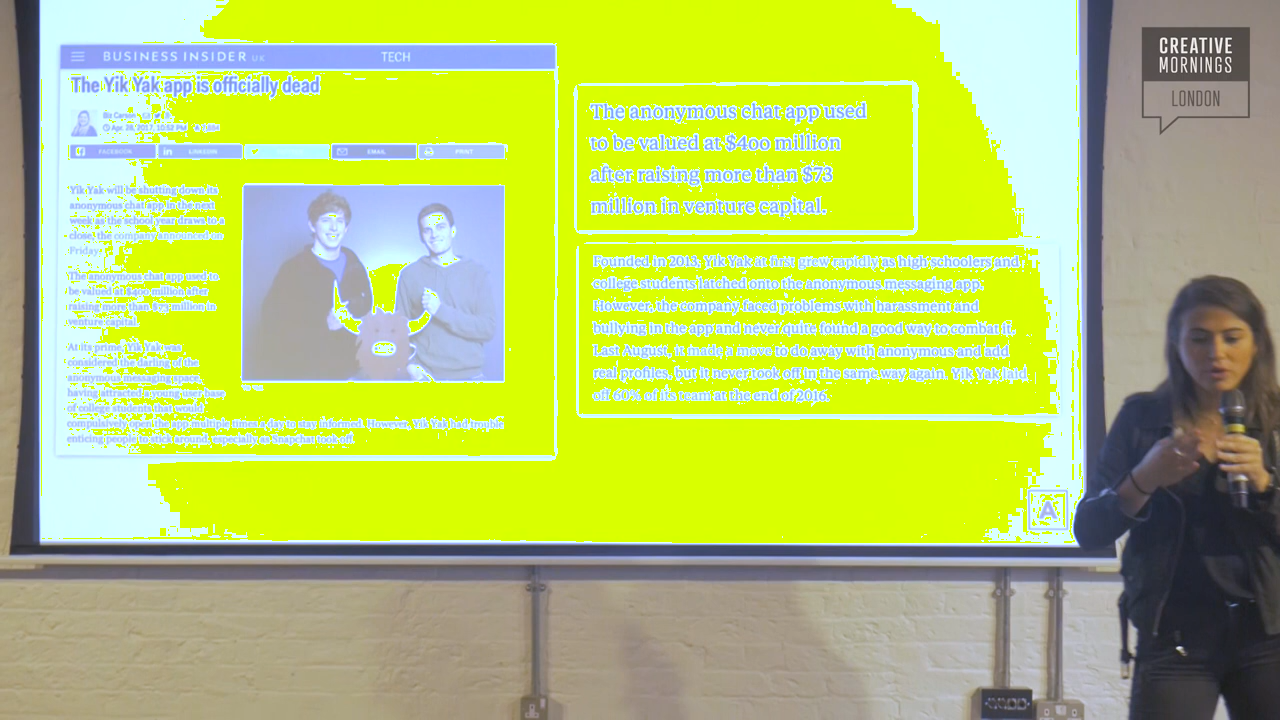 BUSINESS INSIDER UK
TECH
The Yik Yak app is officially dead
Biz Carson
Apr. 28, 2017, 10:52 PM
FACEBOOK
LINKEDIN
EMAIL
PRINT
Yik Yak will be shutting down its
anonymous chat app in the next
week as the school year draws to a
close, the company announced on
Friday.
The anonymous chat app used to
be valued at $400 million after
raising more than $73 million in
venture capital.
At its prime, Yik Yak was
considered the darling of the
anonymous messaging space,
having attracted a young user base
of college students that would
compulsively open the app multiple times a day to stay informed. However, Yik Yak had trouble
enticing people to stick around, especially as Snapchat took off.
The anonymous chat app used
to be valued at $400 million
after raising more than $73
million in venture capital.
Founded in 2013, Yik Yak at first grew rapidly as high schoolers and
college students latched onto the anonymous messaging app.
However, the company faced problems with harassment and
bullying in the app and never quite found a good way to combat it.
Last August, it made a move to do away with anonymous and add
real profiles, but it never took off in the same way again. Yik Yak laid
off 60% of its team at the end of 2016.
A
CREATIVE
MORNINGS
LONDON